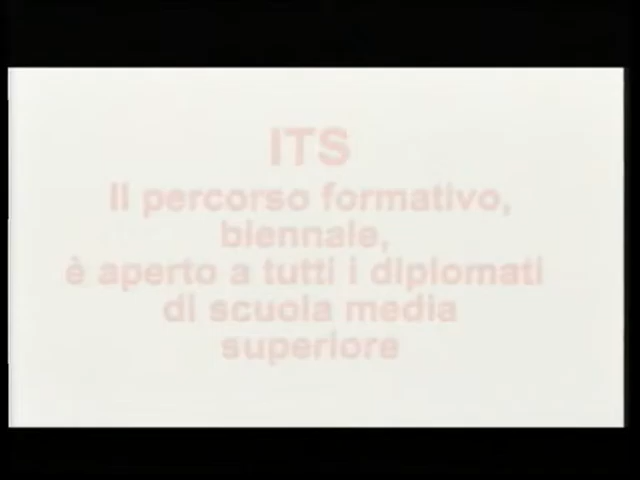 ITS
Il percorso formativo,
biennale,
è aperto a tutti i diplomati
di scuola media
superiore